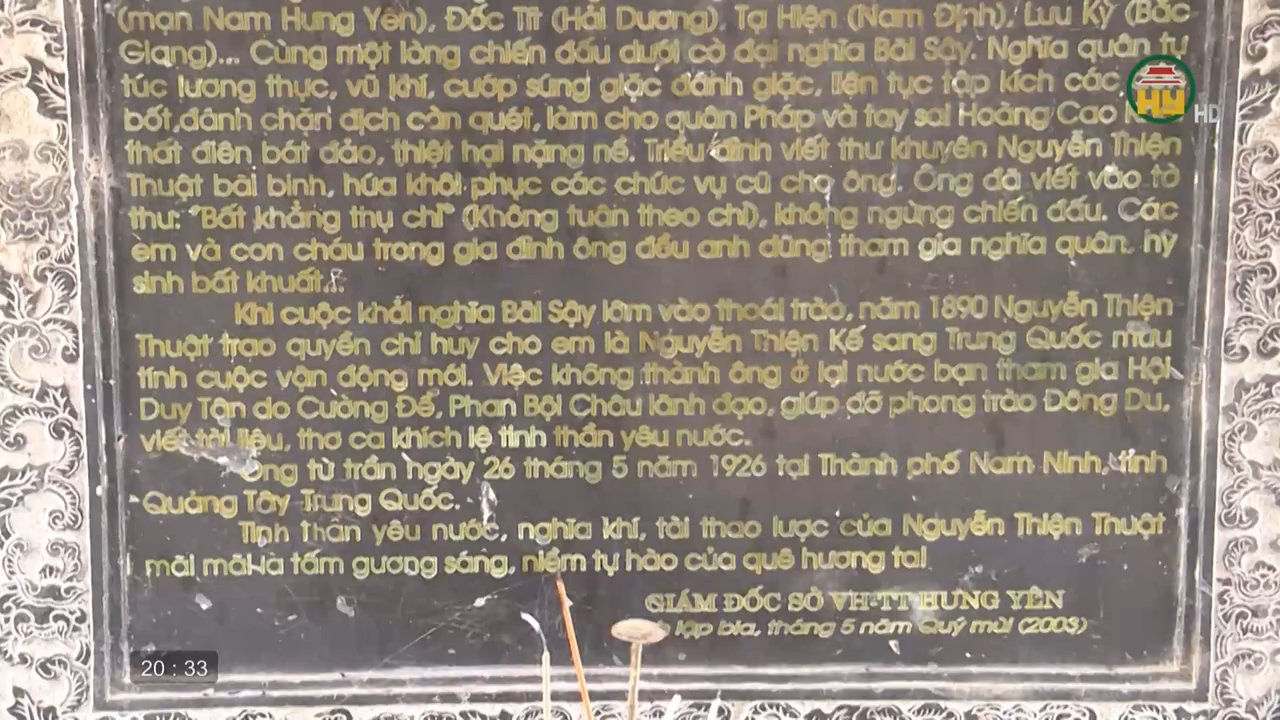 (mạn Nam Hưng Yên), Đốc Tít (Hải Dương), Tạ Hiện (Nam Định), Lưu Kỳ (Bắc
Giang)... Cùng một lòng chiến đấu dưới cờ đại nghĩa Bãi Sậy. Nghĩa quân tự
túc lương thực, vũ khí, cướp súng giặc đánh giặc, liên tục tập kích các
bốt,đánh chặn địch càn quét, làm cho quân Pháp và tay sai Hoàng Cao
thất điên bát đảo, thiệt hại nặng nề. Triều đình viết thư khuyên Nguyễn Thiện
Thuật bãi binh, hứa khôi phục các chức vụ cũ cho ông. Ông đã viết vào tờ
thư: "Bất khẳng thụ chỉ" (Không tuân theo chỉ), không ngừng chiến đấu. Các
em và con cháu trong gia đình ông đều anh dũng tham gia nghĩa quân, hy
sinh bất khuất...
Khi cuộc khởi nghĩa Bãi Sậy lâm vào thoái trào, năm 1890 Nguyễn Thiện
Thuật trao quyền chỉ huy cho em là Nguyễn Thiện Kế sang Trung Quốc mưu
tính cuộc vận động mới. Việc không thành ông ở lại nước bạn tham gia Hội
Duy Tân do Cường Để, Phan Bội Châu lãnh đạo, giúp đỡ phong trào Đông Du,
viết tài liệu, thơ ca khích lệ tinh thần yêu nước.
Ông từ trần ngày 26 tháng 5 năm 1926 tại Thành phố Nam Ninh, tỉnh
Quảng Tây Trung Quốc.
Tinh thần yêu nước, nghĩa khí, tài thao lược của Nguyễn Thiện Thuật
mãi mãi là tấm gương sáng, niềm tự hào của quê hương ta!
GIÁM ĐỐC SỞ VH-TT HƯNG YÊN
lập bia, tháng 5 năm Quý mùi (2003)
HY
HD
20 : 33